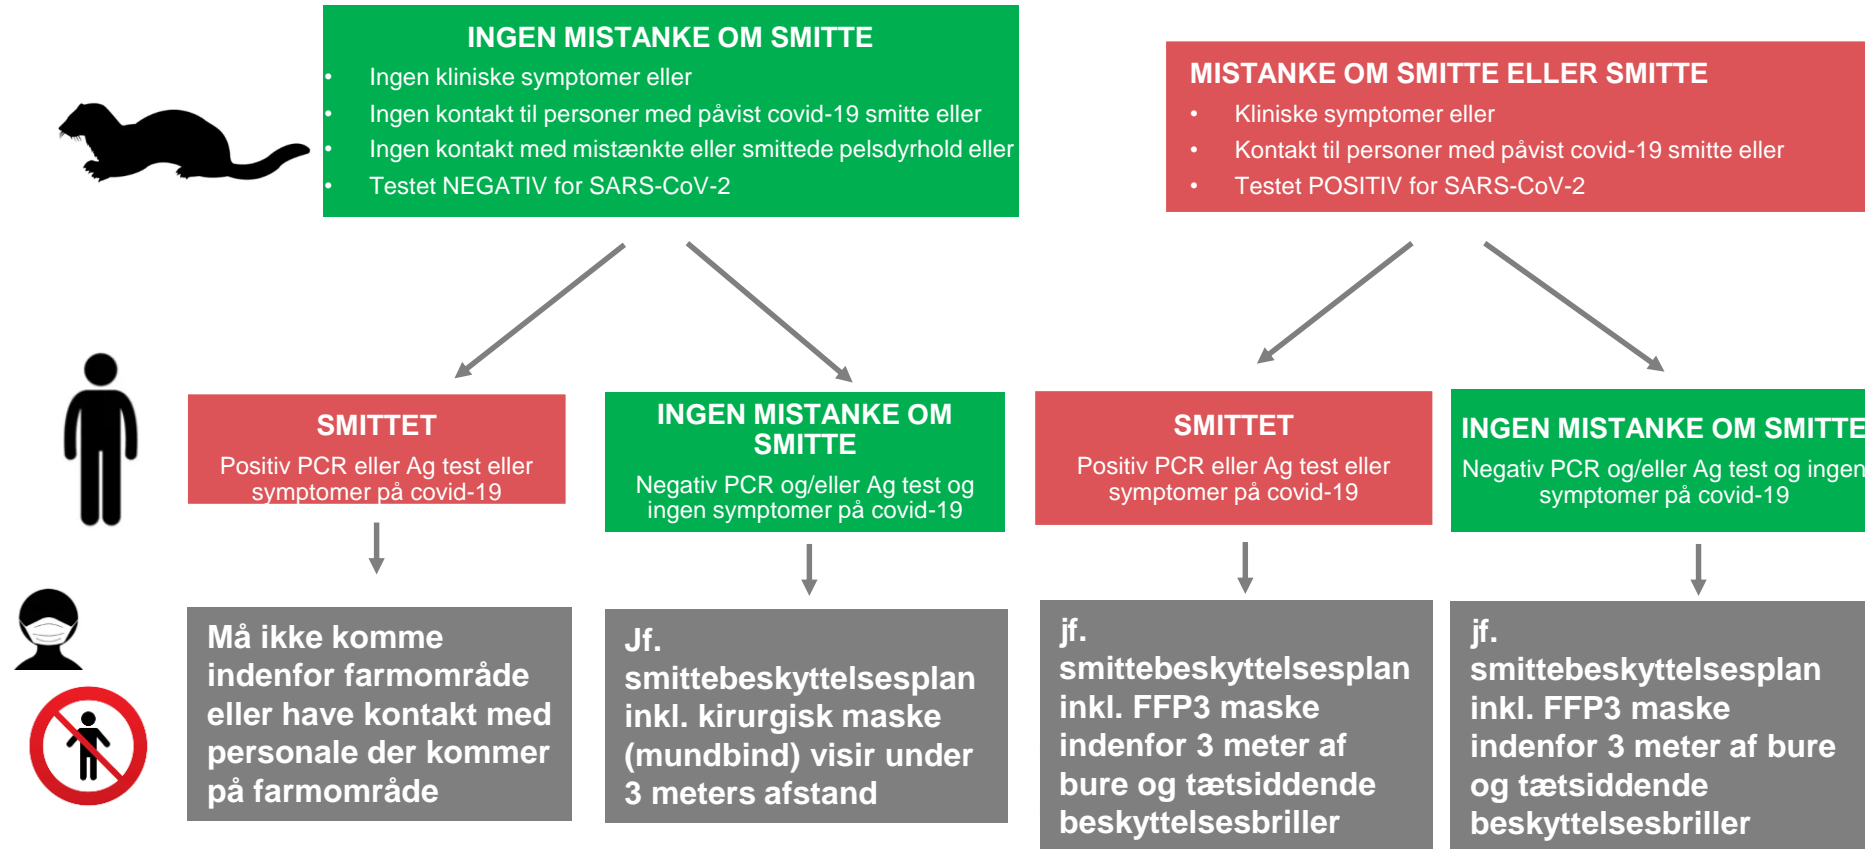 INGEN MISTANKE OM SMITTE
• Ingen kliniske symptomer eller
• Ingen kontakt til personer med påvist covid-19 smitte eller
• Ingen kontakt med mistænkte eller smittede pelsdyrhold eller
• Testet NEGATIV for SARS-CoV-2
MISTANKE OM SMITTE ELLER SMITTE
• Kliniske symptomer eller
• Kontakt til personer med påvist covid-19 smitte eller
• Testet POSITIV for SARS-CoV-2
SMITTET
Positiv PCR eller Ag test eller
symptomer på covid-19
INGEN MISTANKE OM
SMITTE
Negativ PCR og/eller Ag test og
ingen symptomer på covid-19
SMITTET
Positiv PCR eller Ag test eller
symptomer på covid-19
INGEN MISTANKE OM SMITTE
Negativ PCR og/eller Ag test og ingen
symptomer på covid-19
Må ikke komme
indenfor farmområde
eller have kontakt med
personale der kommer
på farmområde
Jf.
smittebeskyttelsesplan
inkl. kirurgisk maske
(mundbind) visir under
3 meters afstand
jf.
smittebeskyttelsesplan
inkl. FFP3 maske
indenfor 3 meter af
bure og tætsiddende
beskyttelsesbriller
jf.
smittebeskyttelsesplan
inkl. FFP3 maske
indenfor 3 meter af bure
og tætsiddende
beskyttelsesbriller